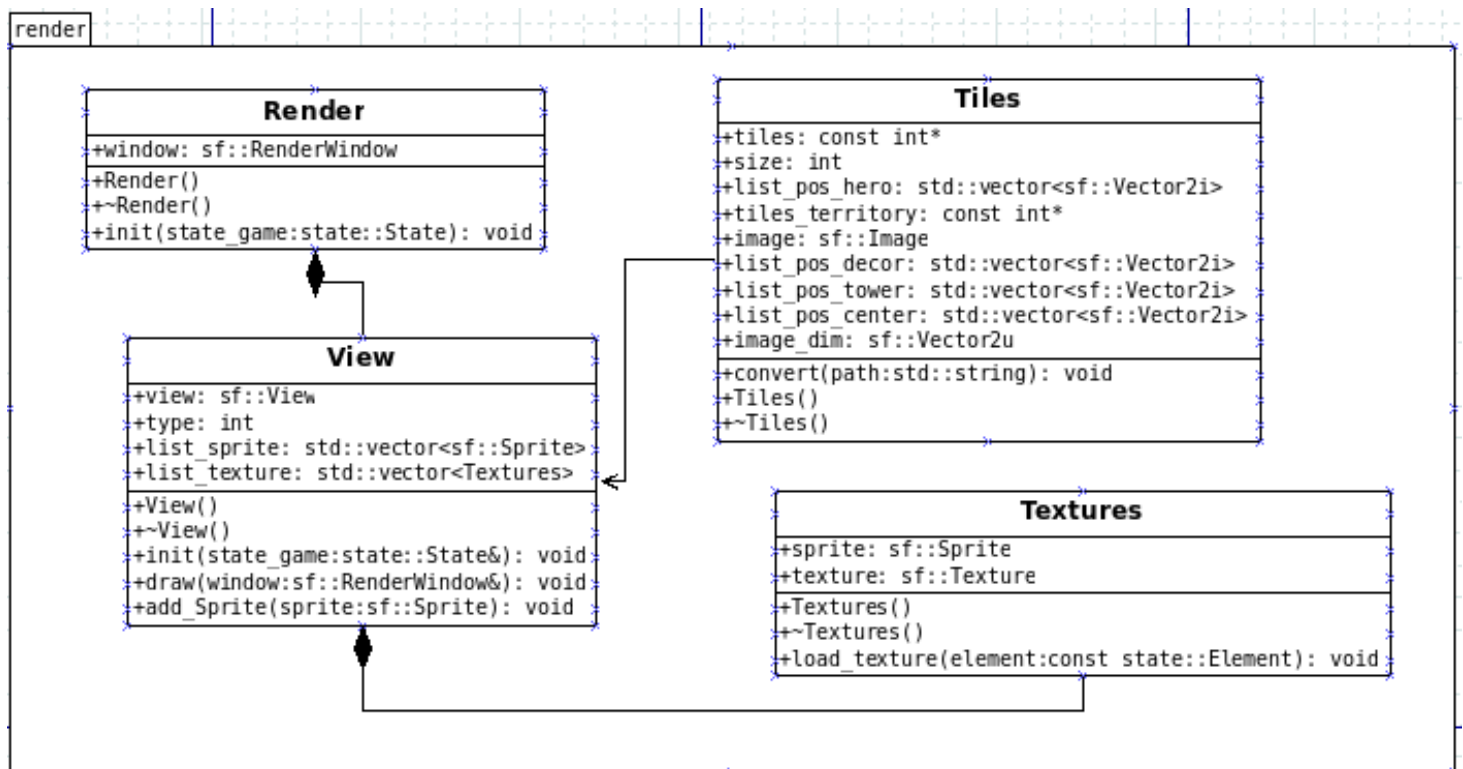 render
Render
+window: sf::RenderWindow
+Render()
+~Render()
+init(state_game:state::State): void
Tiles
+tiles: const int*
+size: int
+list_pos_hero: std::vector<sf::Vector2i>
+tiles_territory: const int*
+image: sf::Image
+list_pos_decor: std::vector<sf::Vector2i>
+list_pos_tower: std::vector<sf::Vector2i>
+list_pos_center: std::vector<sf::Vector2i>
+image_dim: sf::Vector2u
+convert(path:std::string): void
+Tiles()
+~Tiles()
View
+view: sf::View
+type: int
+list_sprite: std::vector<sf::Sprite>
+list_texture: std::vector<Textures>
+View()
+~View()
+init(state_game:state::State&): void
+draw(window:sf::RenderWindow&): void
+add_Sprite(sprite:sf::Sprite): void
Textures
+sprite: sf::Sprite
+texture: sf::Texture
+Textures()
+~Textures()
+load_texture(element:const state::Element): void